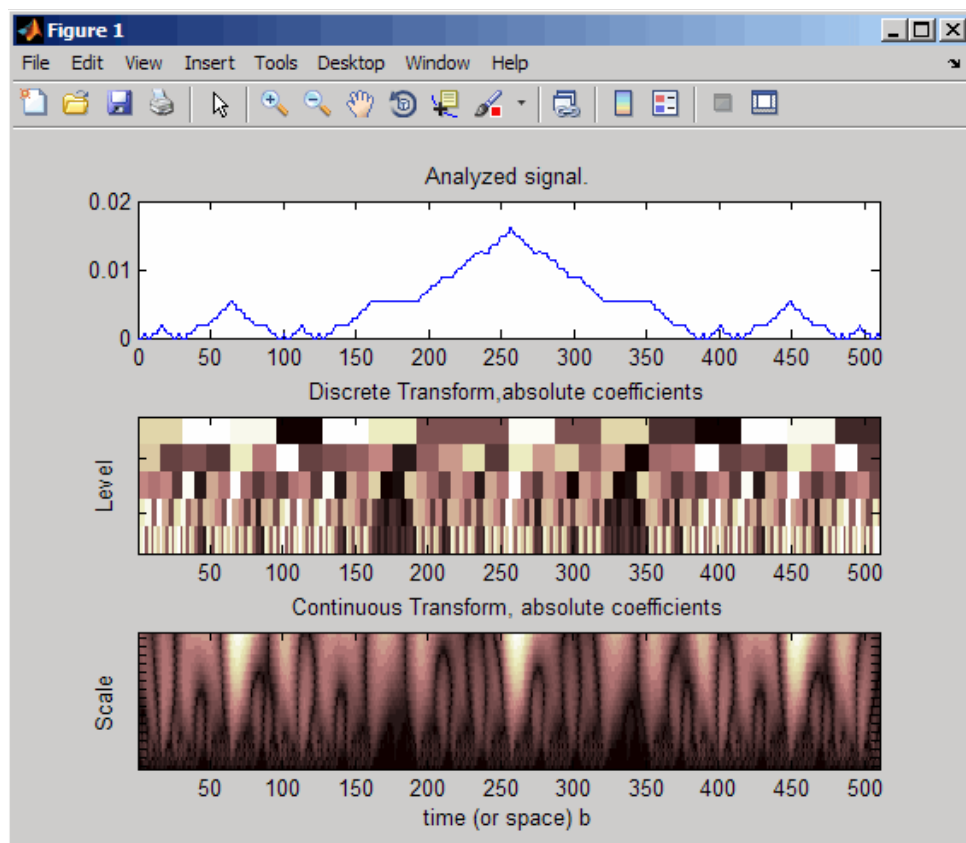 Figure 1
File Edit View Insert Tools Desktop Window Help
Analyzed signal.
0.02
0.01
0
0 50 100 150 200 250 300 350 400 450 500
Discrete Transform,absolute coefficients
Level
50 100 150 200 250 300 350 400 450 500
Continuous Transform, absolute coefficients
Scale
50 100 150 200 250 300 350 400 450 500
time (or space) b